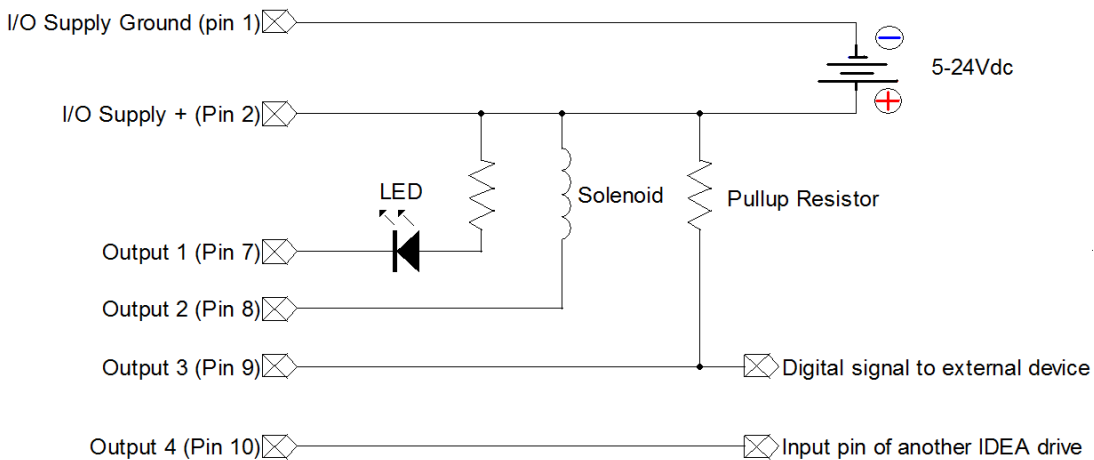 I/O Supply Ground (pin 1)
5-24Vdc
I/O Supply + (Pin 2)
LED
Solenoid
Pullup Resistor
Output 1 (Pin 7)
Output 2 (Pin 8)
Output 3 (Pin 9)
Digital signal to external device
Output 4 (Pin 10)
Input pin of another IDEA drive